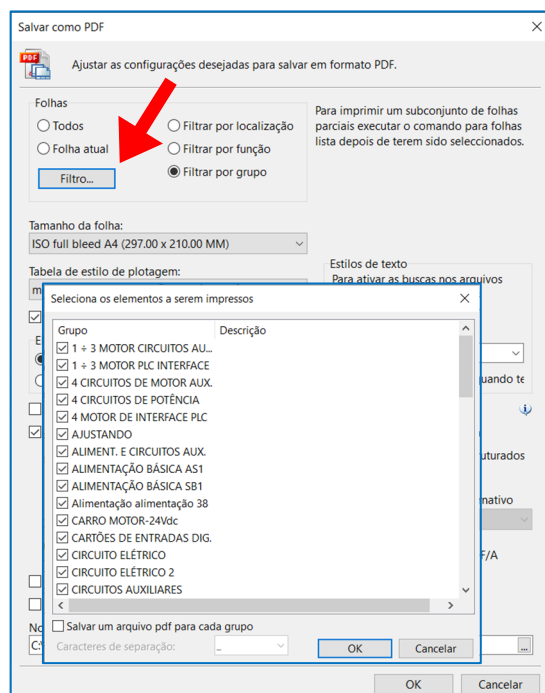 Salvar como PDF
PDF
Ajustar as configurações desejadas para salvar em formato PDF.
Folhas
Todos
Filtrar por localização
Folha atual
Filtrar por função
Filtro...
Filtrar por grupo
Para imprimir um subconjunto de folhas
parciais executar o comando para folhas
lista depois de terem sido seleccionados.
Tamanho da folha:
ISO full bleed A4 (297.00 x 210.00 MM)
Tabela de estilo de plotagem:
Estilos de texto
Para ativar as buscas nos arquivos
Seleciona os elementos a serem impressos
Grupo
Descrição
1 ÷ 3 MOTOR CIRCUITOS AU...
1 ÷ 3 MOTOR PLC INTERFACE
4 CIRCUITOS DE MOTOR AUX.
4 CIRCUITOS DE POTÊNCIA
4 MOTOR DE INTERFACE PLC
AJUSTANDO
ALIMENT. E CIRCUITOS AUX.
ALIMENTAÇÃO BÁSICA AS1
ALIMENTAÇÃO BÁSICA SB1
Alimentação alimentação 38
CARRO MOTOR-24Vdc
CARTÕES DE ENTRADAS DIG.
CIRCUITO ELÉTRICO
CIRCUITO ELÉTRICO 2
CIRCUITOS AUXILIARES
Salvar um arquivo pdf para cada grupo
Caracteres de separação:
_
OK
Cancelar
...
OK
Cancelar